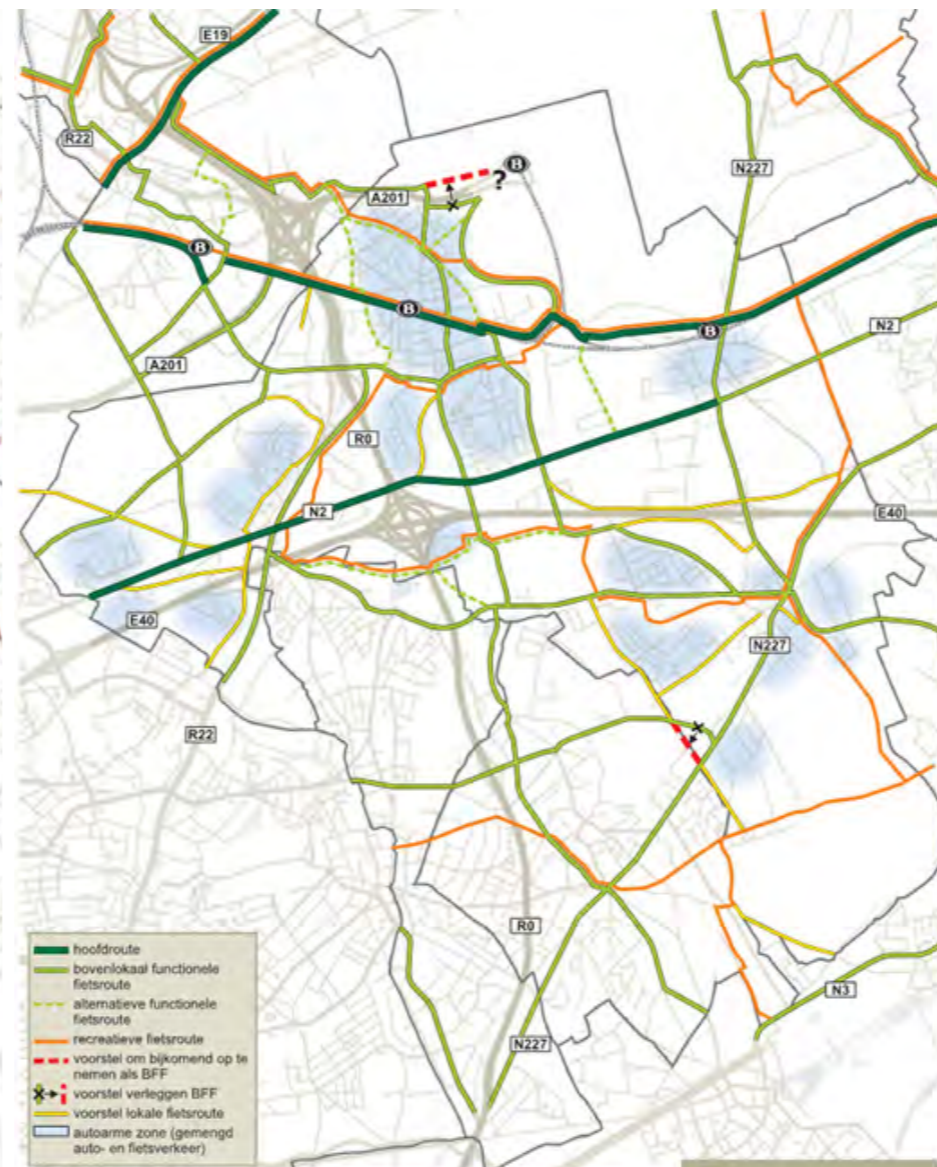 E19
R22
B
?
A201
N227
B
B
N2
B
A201
R0
N2
E40
E40
N227
R22
R0
N3
N227
hoofdroute
bovenlokaal functionele
fietsroute
alternatieve functionele
fietsroute
recreatieve fietsroute
voorstel om bijkomend op te
nemen als BFF
voorstel verleggen BFF
voorstel lokale fietsroute
autoarme zone (gemengd
auto- en fietsverkeer)